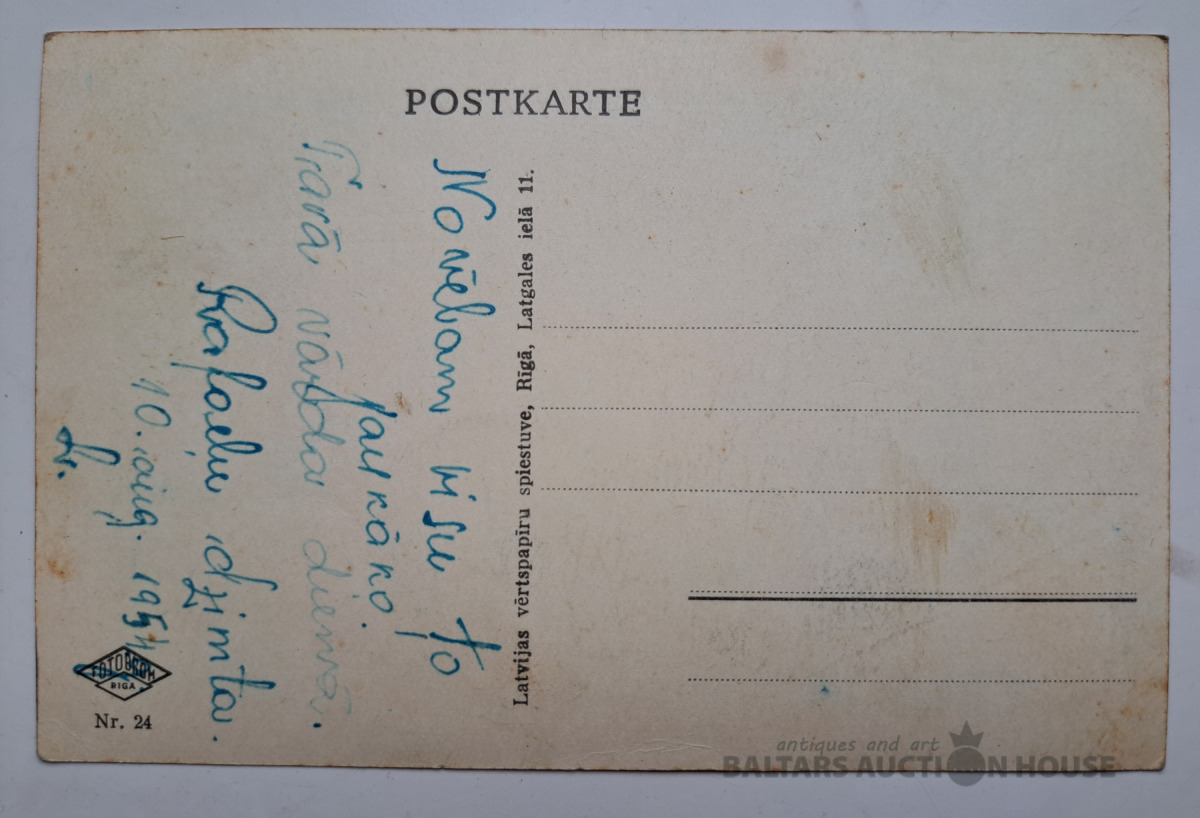 POSTKARTE
Novēlam visu to
jaukāko.
Tavā vārda dienā.
Rafaeļu dzimta.
10. aug. 1954
Latvijas vērtspapīru spiestuve, Rīgā, Latgales ielā 11.
FOTOBROM
RIGA
Nr. 24
antiques and art
BALTARS AUCTION HOUSE